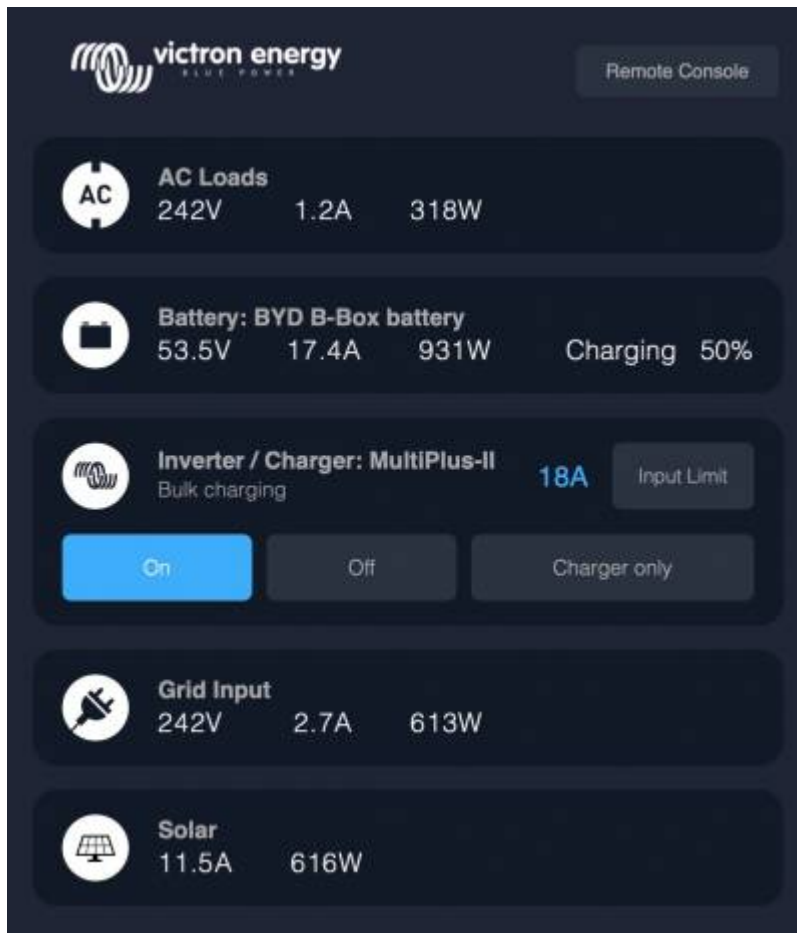 victron energy
BLUE POWER
Remote Console
AC
AC Loads
242V 1.2A 318W
Battery: BYD B-Box battery
53.5V 17.4A 931W Charging 50%
Inverter / Charger: MultiPlus-II
Bulk charging
18A Input Limit
On Off Charger only
Grid Input
242V 2.7A 613W
Solar
11.5A 616W